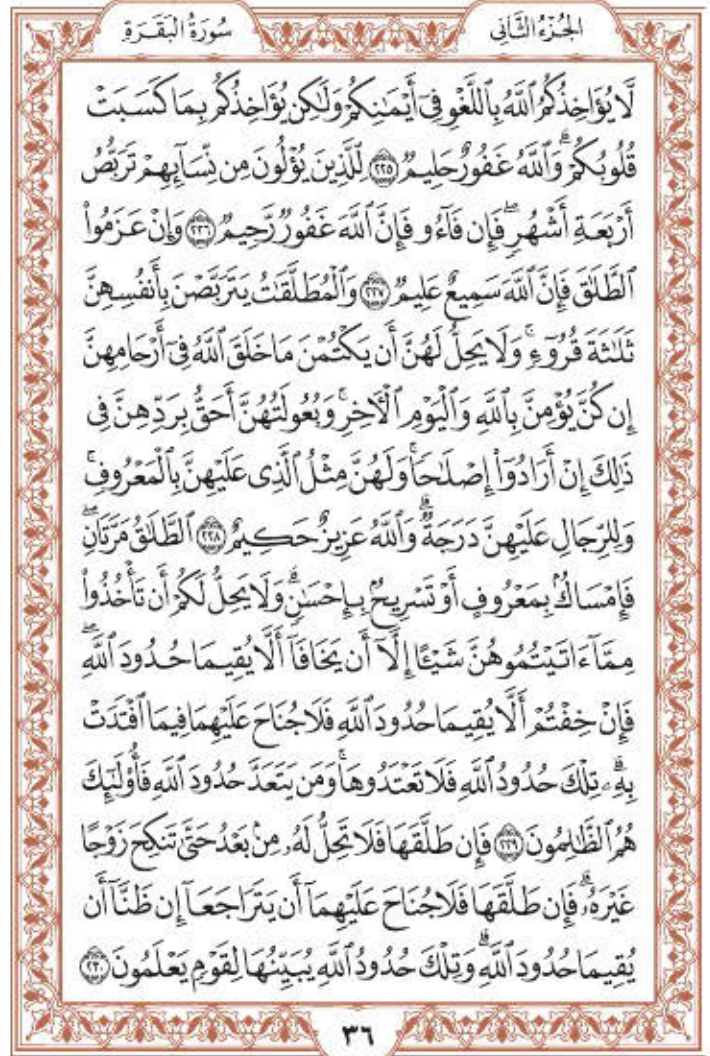 سُورَةُ الْبَقَرَةِ الْجُزْءُ الثَّانِي
لَّا يُؤَاخِذُكُمُ ٱللَّهُ بِٱللَّغْوِ فِىٓ أَيْمَٰنِكُمْ وَلَٰكِن يُؤَاخِذُكُم بِمَا كَسَبَتْ
قُلُوبُكُمْ ۗ وَٱللَّهُ غَفُورٌ حَلِيمٌ ٢٢٥ لِّلَّذِينَ يُؤْلُونَ مِن نِّسَآئِهِمْ تَرَبُّصُ
أَرْبَعَةِ أَشْهُرٍ ۖ فَإِن فَآءُو فَإِنَّ ٱللَّهَ غَفُورٌ رَّحِيمٌ ٢٢٦ وَإِنْ عَزَمُوا۟
ٱلطَّلَٰقَ فَإِنَّ ٱللَّهَ سَمِيعٌ عَلِيمٌ ٢٢٧ وَٱلْمُطَلَّقَٰتُ يَتَرَبَّصْنَ بِأَنفُسِهِنَّ
ثَلَٰثَةَ قُرُوٓءٍ ۚ وَلَا يَحِلُّ لَهُنَّ أَن يَكْتُمْنَ مَا خَلَقَ ٱللَّهُ فِىٓ أَرْحَامِهِنَّ
إِن كُنَّ يُؤْمِنَّ بِٱللَّهِ وَٱلْيَوْمِ ٱلْءَاخِرِ ۚ وَبُعُولَتُهُنَّ أَحَقُّ بِرَدِّهِنَّ فِى
ذَٰلِكَ إِنْ أَرَادُوٓا۟ إِصْلَٰحًا ۚ وَلَهُنَّ مِثْلُ ٱلَّذِى عَلَيْهِنَّ بِٱلْمَعْرُوفِ ۚ
وَلِلرِّجَالِ عَلَيْهِنَّ دَرَجَةٌ ۗ وَٱللَّهُ عَزِيزٌ حَكِيمٌ ٢٢٨ ٱلطَّلَٰقُ مَرَّتَانِ ۖ
فَإِمْسَاكٌۢ بِمَعْرُوفٍ أَوْ تَسْرِيحٌۢ بِإِحْسَٰنٍ ۗ وَلَا يَحِلُّ لَكُمْ أَن تَأْخُذُوا۟
مِمَّآ ءَاتَيْتُمُوهُنَّ شَيْـًٔا إِلَّآ أَن يَخَافَآ أَلَّا يُقِيمَا حُدُودَ ٱللَّهِ ۖ
فَإِنْ خِفْتُمْ أَلَّا يُقِيمَا حُدُودَ ٱللَّهِ فَلَا جُنَاحَ عَلَيْهِمَا فِيمَا ٱفْتَدَتْ
بِهِۦ ۗ تِلْكَ حُدُودُ ٱللَّهِ فَلَا تَعْتَدُوهَا ۚ وَمَن يَتَعَدَّ حُدُودَ ٱللَّهِ فَأُو۟لَٰٓئِكَ
هُمُ ٱلظَّٰلِمُونَ ٢٢٩ فَإِن طَلَّقَهَا فَلَا تَحِلُّ لَهُۥ مِنۢ بَعْدُ حَتَّىٰ تَنكِحَ زَوْجًا
غَيْرَهُۥ ۗ فَإِن طَلَّقَهَا فَلَا جُنَاحَ عَلَيْهِمَآ أَن يَتَرَاجَعَآ إِن ظَنَّآ أَن
يُقِيمَا حُدُودَ ٱللَّهِ ۗ وَتِلْكَ حُدُودُ ٱللَّهِ يُبَيِّنُهَا لِقَوْمٍ يَعْلَمُونَ ٢٣٠
٣٦